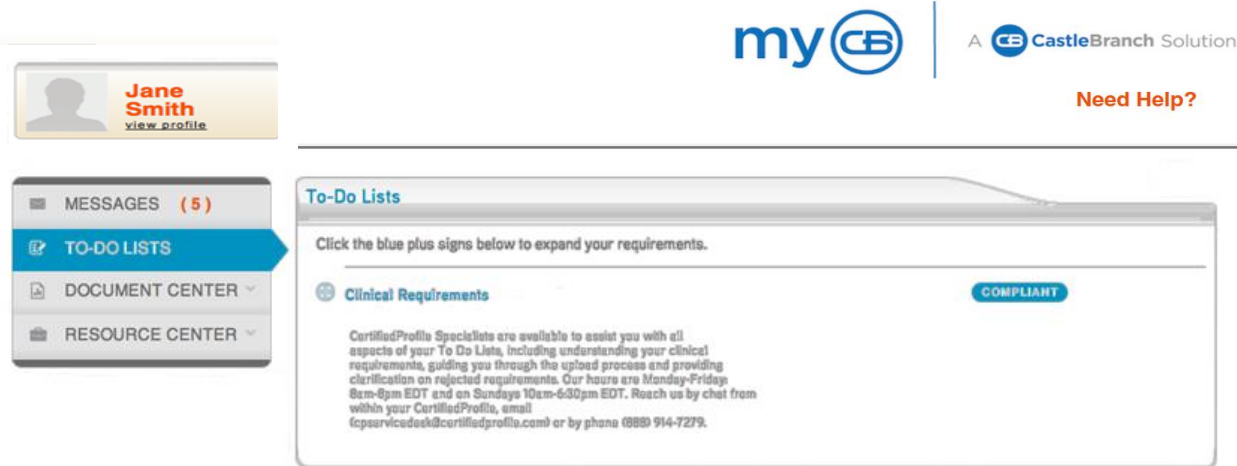 my CB
A CB CastleBranch Solution
Jane
Smith
view profile
Need Help?
MESSAGES (5)
TO-DO LISTS
DOCUMENT CENTER
RESOURCE CENTER
To-Do Lists
Click the blue plus signs below to expand your requirements.
Clinical Requirements
COMPLIANT
CertifiedProfile Specialists are available to assist you with all
aspects of your To Do Lists, including understanding your clinical
requirements, guiding you through the upload process and providing
clarification on rejected requirements. Our hours are Monday-Friday:
8am-8pm EDT and on Sundays 10am-6:30pm EDT. Reach us by chat from
within your CertifiedProfile, email
(cpservicedesk@certifiedprofile.com) or by phone (888) 914-7279.